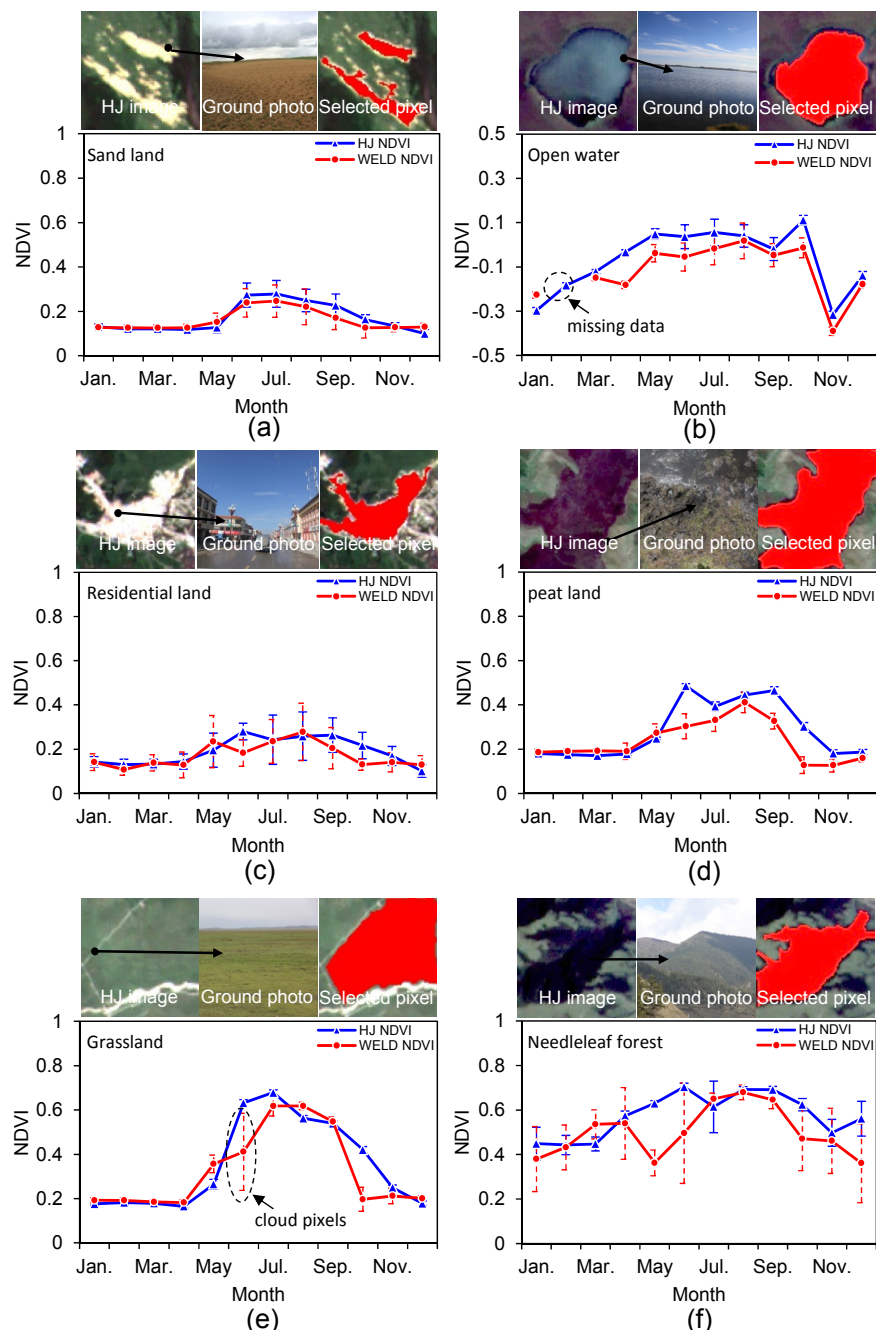 HJ image Ground photo Selected pixel
1
0.8
0.6
0.4
0.2
0
NDVI
Sand land
HJ NDVI
WELD NDVI
Jan. Mar. May Jul. Sep. Nov.
Month
(a)
HJ image Ground photo Selected pixel
0.5
0.3
0.1
-0.1
-0.3
-0.5
NDVI
Open water
HJ NDVI
WELD NDVI
missing data
Jan. Mar. May Jul. Sep. Nov.
Month
(b)
HJ image Ground photo Selected pixel
1
0.8
0.6
0.4
0.2
0
NDVI
Residential land
HJ NDVI
WELD NDVI
Jan. Mar. May Jul. Sep. Nov.
Month
(c)
HJ image Ground photo Selected pixel
1
0.8
0.6
0.4
0.2
0
NDVI
peat land
HJ NDVI
WELD NDVI
Jan. Mar. May Jul. Sep. Nov.
Month
(d)
HJ image Ground photo Selected pixel
1
0.8
0.6
0.4
0.2
0
NDVI
Grassland
HJ NDVI
WELD NDVI
cloud pixels
Jan. Mar. May Jul. Sep. Nov.
Month
(e)
HJ image Ground photo Selected pixel
1
0.8
0.6
0.4
0.2
0
NDVI
Needleleaf forest
HJ NDVI
WELD NDVI
Jan. Mar. May Jul. Sep. Nov.
Month
(f)